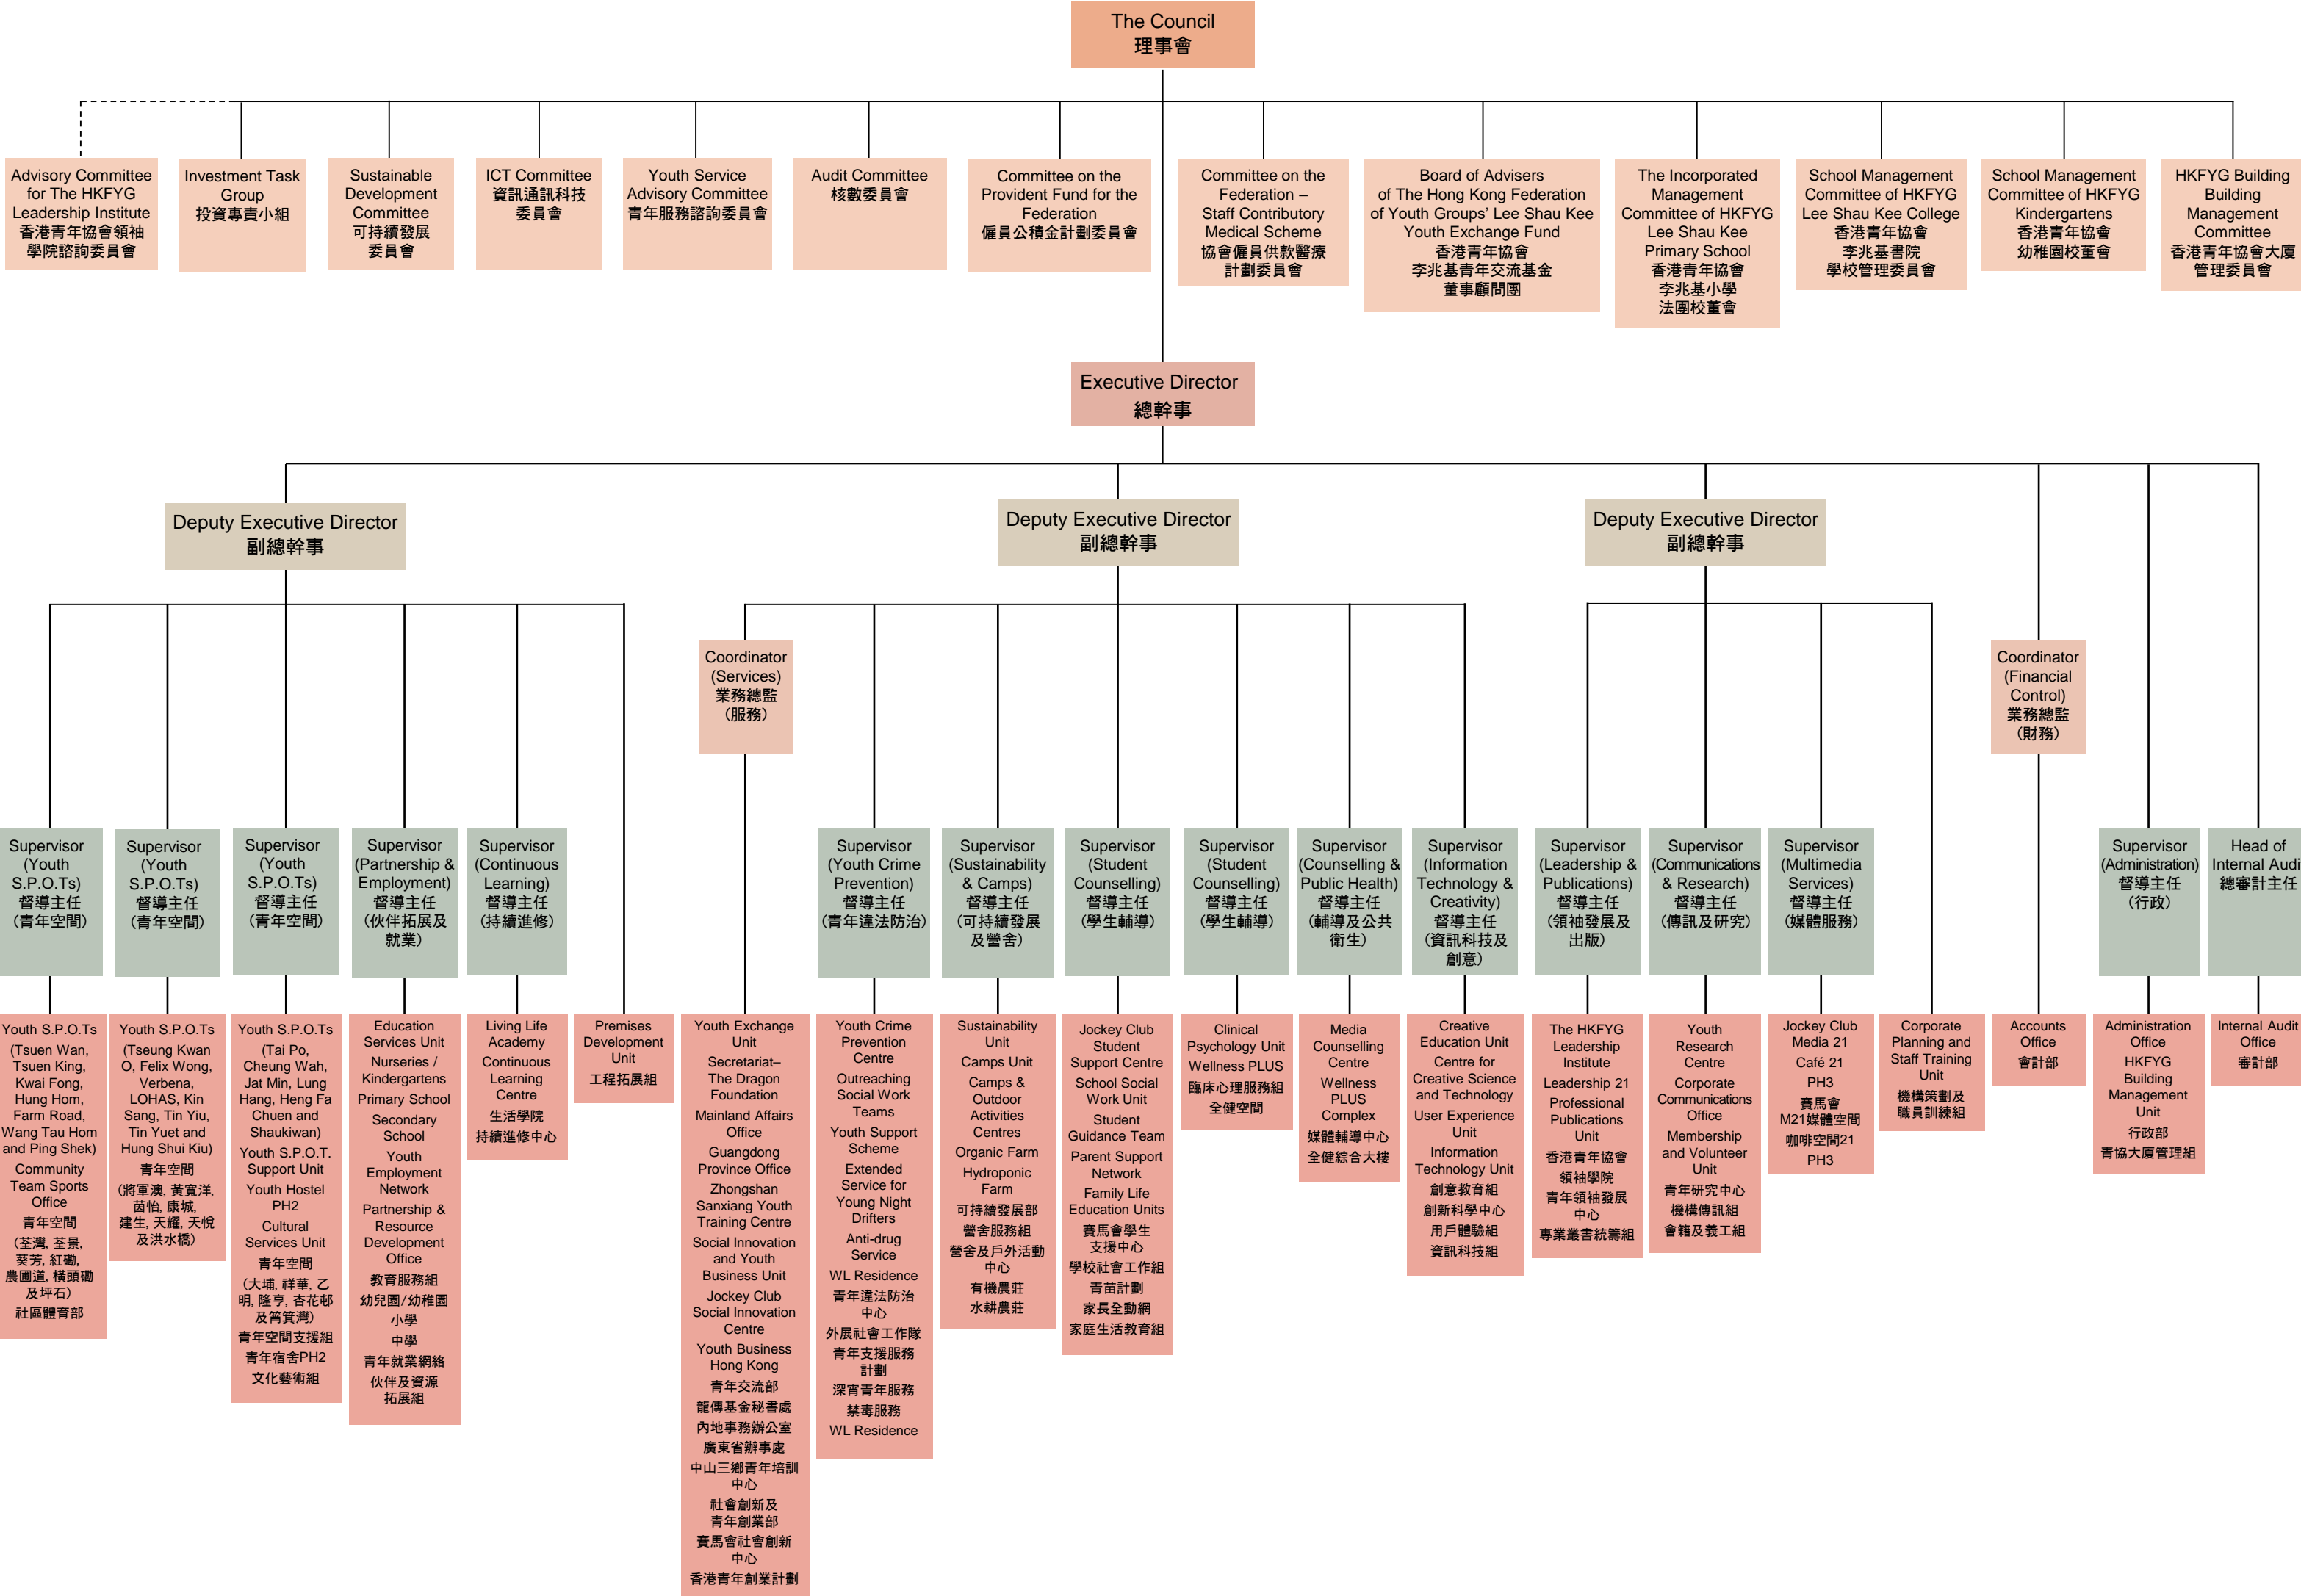 The Council
理事會
Advisory Committee
for The HKFYG
Leadership Institute
香港青年協會領袖
學院諮詢委員會
Investment Task
Group
投資專責小組
Sustainable
Development
Committee
可持續發展
委員會
ICT Committee
資訊通訊科技
委員會
Youth Service
Advisory Committee
青年服務諮詢委員會
Audit Committee
核數委員會
Committee on the
Provident Fund for the
Federation
僱員公積金計劃委員會
Committee on the
Federation –
Staff Contributory
Medical Scheme
協會僱員供款醫療
計劃委員會
Board of Advisers
of The Hong Kong Federation
of Youth Groups' Lee Shau Kee
Youth Exchange Fund
香港青年協會
李兆基青年交流基金
董事顧問團
The Incorporated
Management
Committee of HKFYG
Lee Shau Kee
Primary School
香港青年協會
李兆基小學
法團校董會
School Management
Committee of HKFYG
Lee Shau Kee College
香港青年協會
李兆基書院
學校管理委員會
School Management
Committee of HKFYG
Kindergartens
香港青年協會
幼稚園校董會
HKFYG Building
Building
Management
Committee
香港青年協會大廈
管理委員會
Executive Director
總幹事
Deputy Executive Director
副總幹事
Deputy Executive Director
副總幹事
Deputy Executive Director
副總幹事
Coordinator
(Services)
業務總監
（服務）
Coordinator
(Financial
Control)
業務總監
（財務）
Supervisor
(Youth
S.P.O.Ts)
督導主任
（青年空間）
Supervisor
(Youth
S.P.O.Ts)
督導主任
（青年空間）
Supervisor
(Youth
S.P.O.Ts)
督導主任
（青年空間）
Supervisor
(Partnership &
Employment)
督導主任
（伙伴拓展及
就業）
Supervisor
(Continuous
Learning)
督導主任
（持續進修）
Supervisor
(Youth Crime
Prevention)
督導主任
（青年違法防治）
Supervisor
(Sustainability
& Camps)
督導主任
（可持續發展
及營舍）
Supervisor
(Student
Counselling)
督導主任
（學生輔導）
Supervisor
(Student
Counselling)
督導主任
（學生輔導）
Supervisor
(Counselling &
Public Health)
督導主任
（輔導及公共
衛生）
Supervisor
(Information
Technology &
Creativity)
督導主任
（資訊科技及
創意）
Supervisor
(Leadership &
Publications)
督導主任
（領袖發展及
出版）
Supervisor
(Communications
& Research)
督導主任
（傳訊及研究）
Supervisor
(Multimedia
Services)
督導主任
（媒體服務）
Supervisor
(Administration)
督導主任
（行政）
Head of
Internal Audit
總審計主任
Youth S.P.O.Ts
(Tsuen Wan,
Tsuen King,
Kwai Fong,
Hung Hom,
Farm Road,
Wang Tau Hom
and Ping Shek)
Community
Team Sports
Office
青年空間
（荃灣, 荃景,
葵芳, 紅磡,
農圃道, 橫頭磡
及坪石）
社區體育部
Youth S.P.O.Ts
(Tseung Kwan
O, Felix Wong,
Verbena,
LOHAS, Kin
Sang, Tin Yiu,
Tin Yuet and
Hung Shui Kiu)
青年空間
（將軍澳, 黃寬洋,
茵怡, 康城,
建生, 天耀, 天悅
及洪水橋）
Youth S.P.O.Ts
(Tai Po,
Cheung Wah,
Jat Min, Lung
Hang, Heng Fa
Chuen and
Shaukiwan)
Youth S.P.O.T.
Support Unit
Youth Hostel
PH2
Cultural
Services Unit
青年空間
（大埔, 祥華, 乙
明, 隆亨, 杏花邨
及筲箕灣）
青年空間支援組
青年宿舍PH2
文化藝術組
Education
Services Unit
Nurseries /
Kindergartens
Primary School
Secondary
School
Youth
Employment
Network
Partnership &
Resource
Development
Office
教育服務組
幼兒園/幼稚園
小學
中學
青年就業網絡
伙伴及資源
拓展組
Living Life
Academy
Continuous
Learning
Centre
生活學院
持續進修中心
Premises
Development
Unit
工程拓展組
Youth Exchange
Unit
Secretariat–
The Dragon
Foundation
Mainland Affairs
Office
Guangdong
Province Office
Zhongshan
Sanxiang Youth
Training Centre
Social Innovation
and Youth
Business Unit
Jockey Club
Social Innovation
Centre
Youth Business
Hong Kong
青年交流部
龍傳基金秘書處
內地事務辦公室
廣東省辦事處
中山三鄉青年培訓
中心
社會創新及
青年創業部
賽馬會社會創新
中心
香港青年創業計劃
Youth Crime
Prevention
Centre
Outreaching
Social Work
Teams
Youth Support
Scheme
Extended
Service for
Young Night
Drifters
Anti-drug
Service
WL Residence
青年違法防治
中心
外展社會工作隊
青年支援服務
計劃
深宵青年服務
禁毒服務
WL Residence
Sustainability
Unit
Camps Unit
Camps &
Outdoor
Activities
Centres
Organic Farm
Hydroponic
Farm
可持續發展部
營舍服務組
營舍及戶外活動
中心
有機農莊
水耕農莊
Jockey Club
Student
Support Centre
School Social
Work Unit
Student
Guidance Team
Parent Support
Network
Family Life
Education Units
賽馬會學生
支援中心
學校社會工作組
青苗計劃
家長全動網
家庭生活教育組
Clinical
Psychology Unit
Wellness PLUS
臨床心理服務組
全健空間
Media
Counselling
Centre
Wellness
PLUS
Complex
媒體輔導中心
全健綜合大樓
Creative
Education Unit
Centre for
Creative Science
and Technology
User Experience
Unit
Information
Technology Unit
創意教育組
創新科學中心
用戶體驗組
資訊科技組
The HKFYG
Leadership
Institute
Leadership 21
Professional
Publications
Unit
香港青年協會
領袖學院
青年領袖發展
中心
專業叢書統籌組
Youth
Research
Centre
Corporate
Communications
Office
Membership
and Volunteer
Unit
青年研究中心
機構傳訊組
會籍及義工組
Jockey Club
Media 21
Café 21
PH3
賽馬會
M21媒體空間
咖啡空間21
PH3
Corporate
Planning and
Staff Training
Unit
機構策劃及
職員訓練組
Accounts
Office
會計部
Administration
Office
HKFYG
Building
Management
Unit
行政部
青協大廈管理組
Internal Audit
Office
審計部